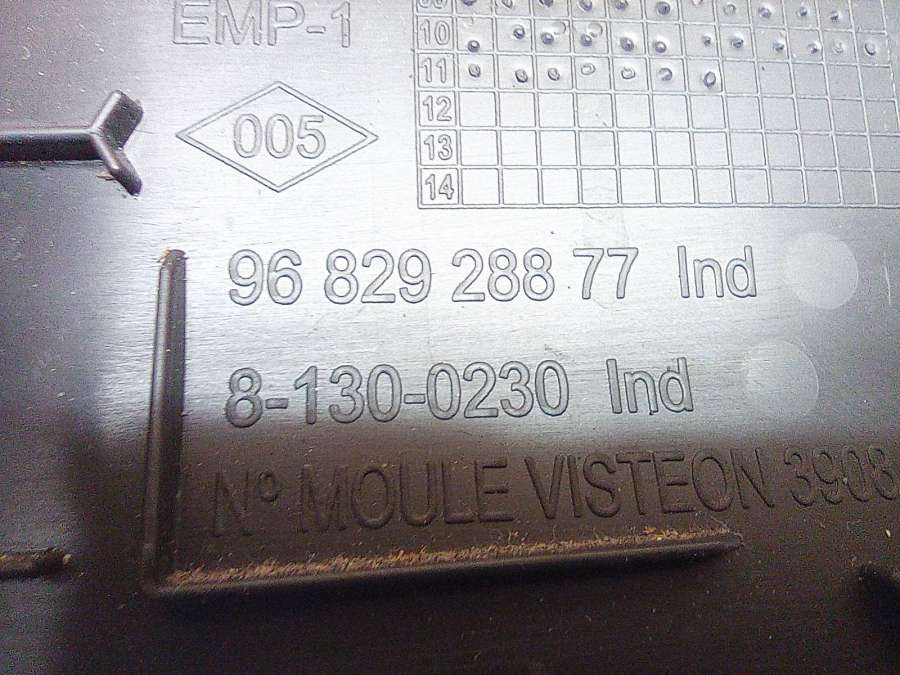 EMP-1
10
11
005
12
13
14
96 829 288 77 Ind
8-130-0230 Ind
Nº MOULE VISTEON 3908